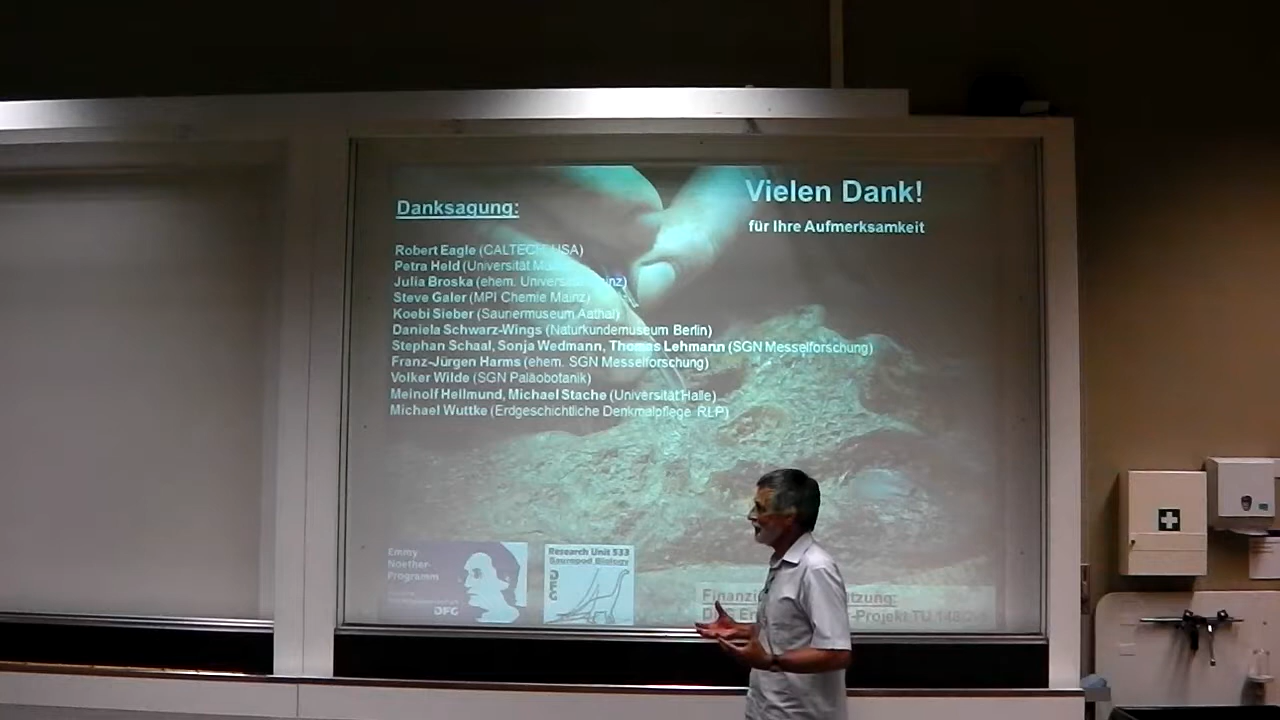 Vielen Dank!
für Ihre Aufmerksamkeit
Danksagung:
Robert Eagle (CALTECH, USA)
Petra Held (Universität
Julia Broska (ehem.
Steve Galer (MPI Chemie Mainz)
Koebi Sieber (Sauriermuseum Aathal)
Daniela Schwarz-Wings (Naturkundemuseum Berlin)
Stephan Schaal, Sonja Wedmann, Thomas Lehmann (SGN Messelforschung)
Franz-Jürgen Harms (ehem. SGN Messelforschung)
Volker Wilde (SGN Paläobotanik)
Meinolf Hellmund, Michael Stache (Universität Halle)
Michael Wuttke (Erdgeschichtliche Denkmalpflege RLP)
Emmy
Noether-
Programm
DFG
Research Unit 533
Sauropod Biology
DFG
-Projekt TU 148/